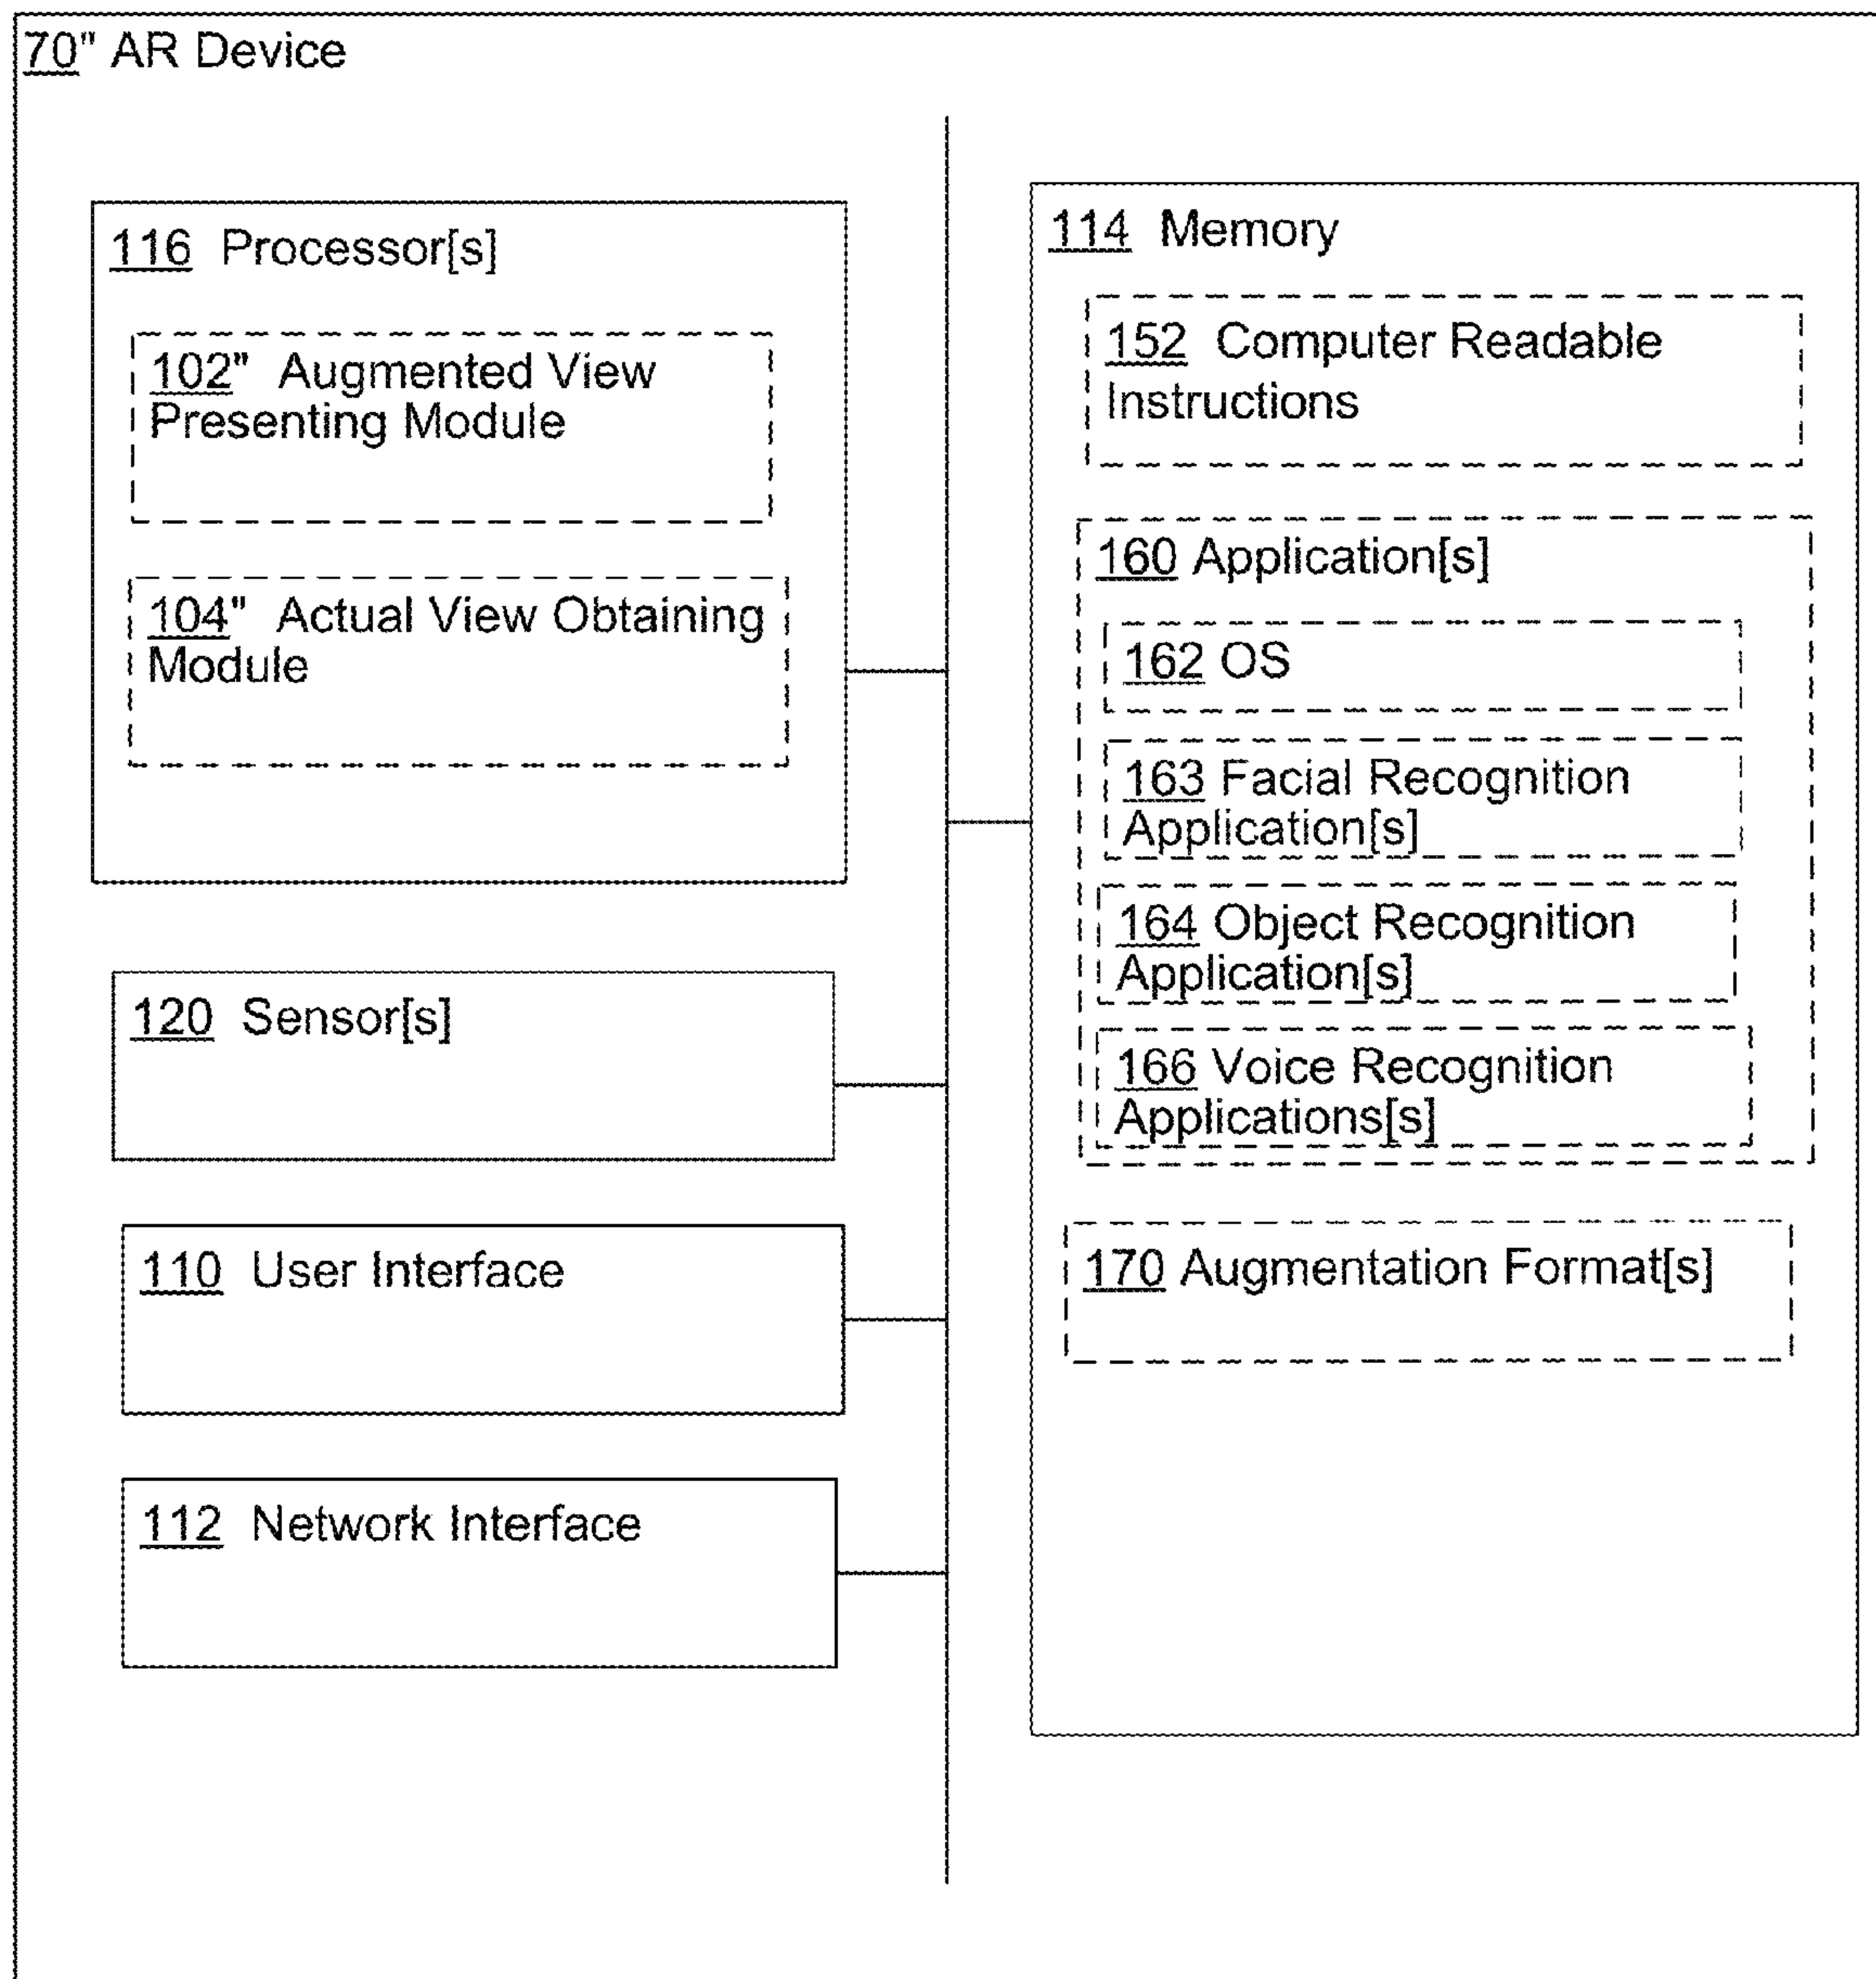 70" AR Device
116 Processor[s]
102" Augmented View
Presenting Module
104" Actual View Obtaining
Module
120 Sensor[s]
110 User Interface
112 Network Interface
114 Memory
152 Computer Readable
Instructions
160 Application[s]
162 OS
163 Facial Recognition
Application[s]
164 Object Recognition
Application[s]
166 Voice Recognition
Applications[s]
170 Augmentation Format[s]